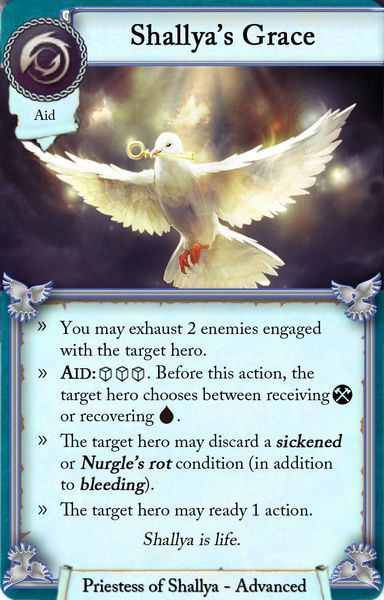 Shallya's Grace
Aid
» You may exhaust 2 enemies engaged
with the target hero.
» AID: . Before this action, the
target hero chooses between receiving
or recovering .
» The target hero may discard a sickened
or Nurgle's rot condition (in addition
to bleeding).
» The target hero may ready 1 action.
Shallya is life.
Priestess of Shallya - Advanced